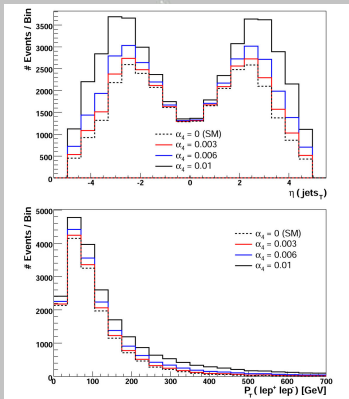 # Events / Bin
3500
3000
2500
2000
1500
1000
500
0
α₄ = 0 (SM)
α₄ = 0.003
α₄ = 0.006
α₄ = 0.01
-4 -2 0 2 4
η (jets_T)
# Events / Bin
5000
4000
3000
2000
1000
0
α₄ = 0 (SM)
α₄ = 0.003
α₄ = 0.006
α₄ = 0.01
0 100 200 300 400 500 600 700
P_T (lep⁺ lep⁻) [GeV]